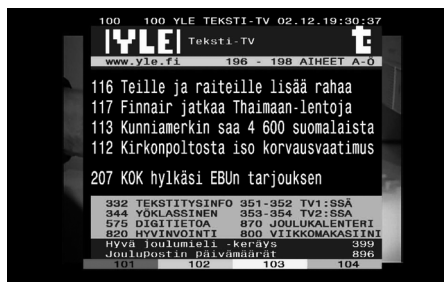 100 100 YLE TEKSTI-TV 02.12.19:30:37
YLE Teksti-TV t:
www.yle.fi 196 - 198 AIHEET A-Ö
116 Teille ja raiteille lisää rahaa
117 Finnair jatkaa Thaimaan-lentoja
113 Kunniamerkin saa 4 600 suomalaista
112 Kirkonpoltosta iso korvausvaatimus
207 KOK hylkäsi EBUn tarjouksen
332 TEKSTITYSINFO 351-352 TV1:SSÄ
344 YÖKLASSINEN 353-354 TV2:SSA
575 DIGITIETOA 870 JOULUKALENTERI
820 HYVINVOINTI 800 VIIKKOMAKASIINI
Hyvä joulumieli -keräys 399
Joulupostin päivämäärät 896
101 102 103 104